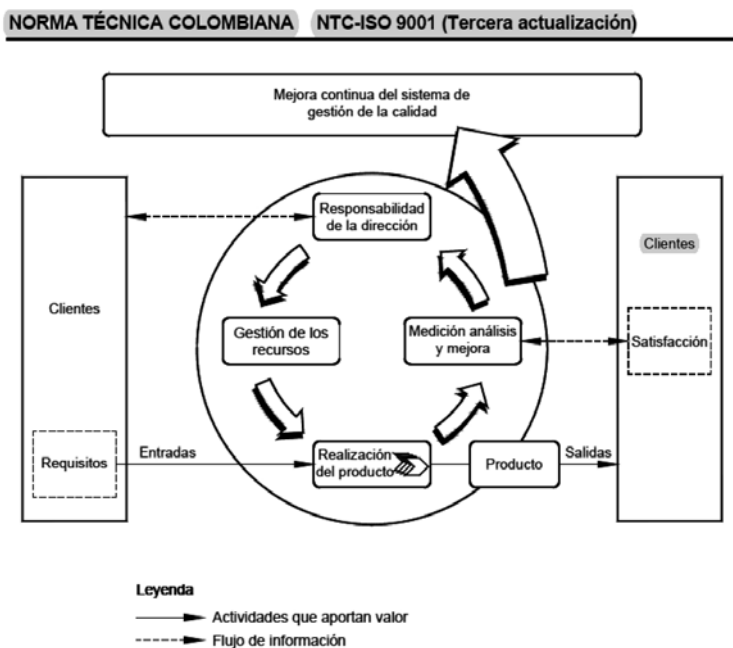 NORMA TÉCNICA COLOMBIANA NTC-ISO 9001 (Tercera actualización)
Mejora continua del sistema de
gestión de la calidad
Responsabilidad
de la dirección
Clientes
Clientes
Gestión de los
recursos
Medición análisis
y mejora
Satisfacción
Requisitos
Entradas
Realización
del producto
Producto
Salidas
Leyenda
Actividades que aportan valor
Flujo de información